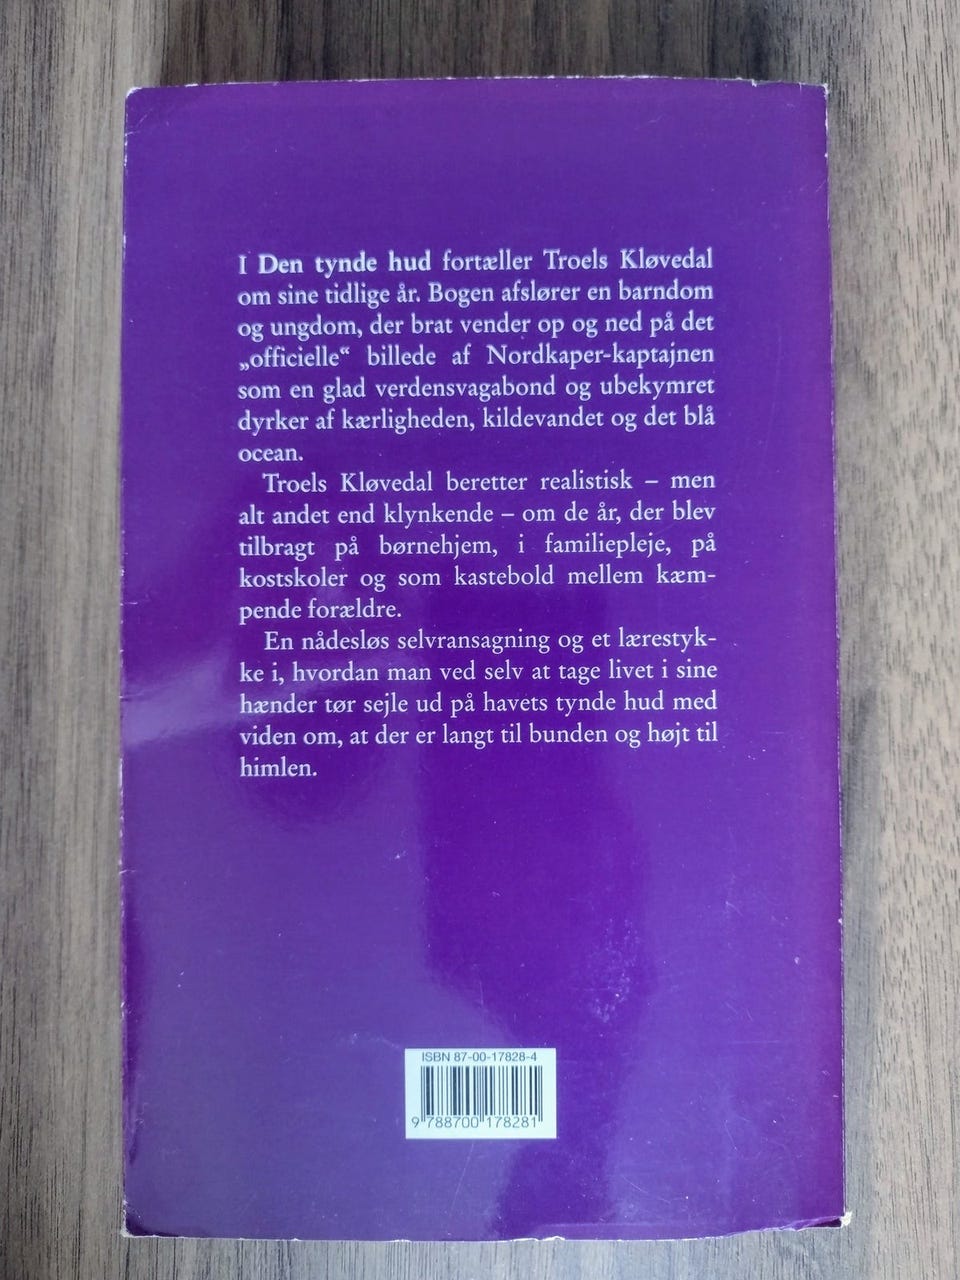 I Den tynde hud fortæller Troels Kløvedal
om sine tidlige år. Bogen afslører en barndom
og ungdom, der brat vender op og ned på det
„officielle“ billede af Nordkaper-kaptajnen
som en glad verdensvagabond og ubekymret
dyrker af kærligheden, kildevandet og det blå
ocean.
Troels Kløvedal beretter realistisk – men
alt andet end klynkende – om de år, der blev
tilbragt på børnehjem, i familiepleje, på
kostskoler og som kastebold mellem kæm-
pende forældre.
En nådesløs selvransagning og et lærestyk-
ke i, hvordan man ved selv at tage livet i sine
hænder tør sejle ud på havets tynde hud med
viden om, at der er langt til bunden og højt til
himlen.
ISBN 87-00-17828-4
9 788700 178281